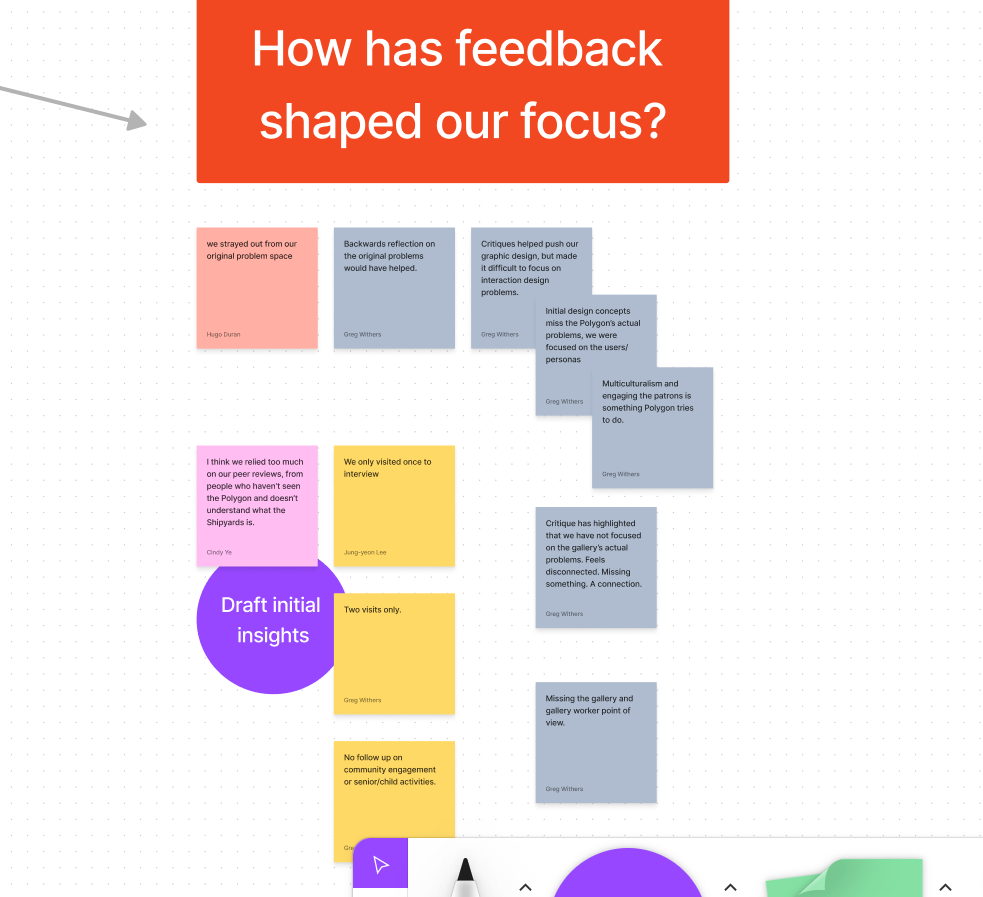 How has feedback
shaped our focus?
we strayed out from our
original problem space
Hugo Duran
Backwards reflection on
the original problems
would have helped.
Greg Withers
Critiques helped push our
graphic design, but made
it difficult to focus on
interaction design
problems.
Greg Withers
Initial design concepts
miss the Polygon's actual
problems, we were
focused on the users/
personas
Greg Withers
Multiculturalism and
engaging the patrons is
something Polygon tries
to do.
Greg Withers
I think we relied too much
on our peer reviews, from
people who haven't seen
the Polygon and doesn't
understand what the
Shipyards is.
Cindy Ye
We only visited once to
interview
Jung-yeon Lee
Critique has highlighted
that we have not focused
on the gallery's actual
problems. Feels
disconnected. Missing
something. A connection.
Greg Withers
Draft initial
insights
Two visits only.
Greg Withers
Missing the gallery and
gallery worker point of
view.
Greg Withers
No follow up on
community engagement
or senior/child activities.